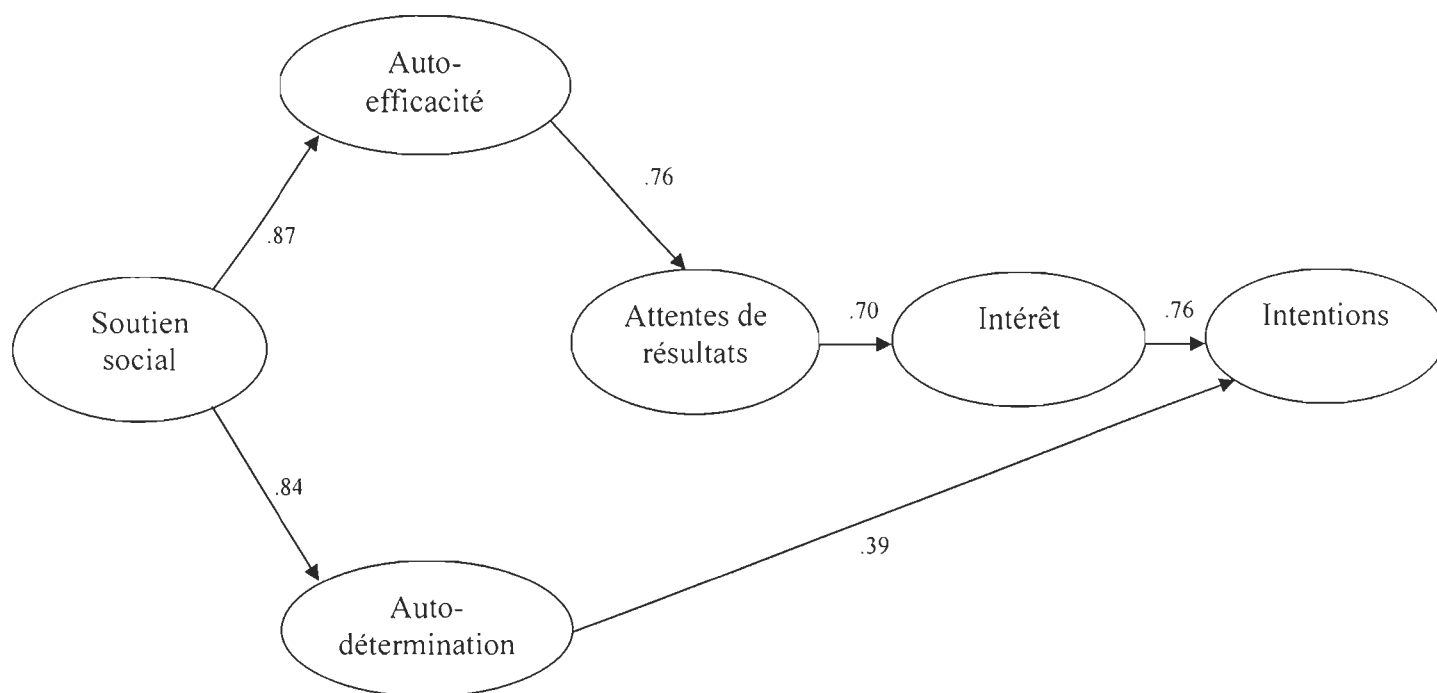 Auto-
efficacité
.76
.87
Soutien
social
Attentes de
résultats
.70
Intérêt
.76
Intentions
.84
.39
Auto-
détermination